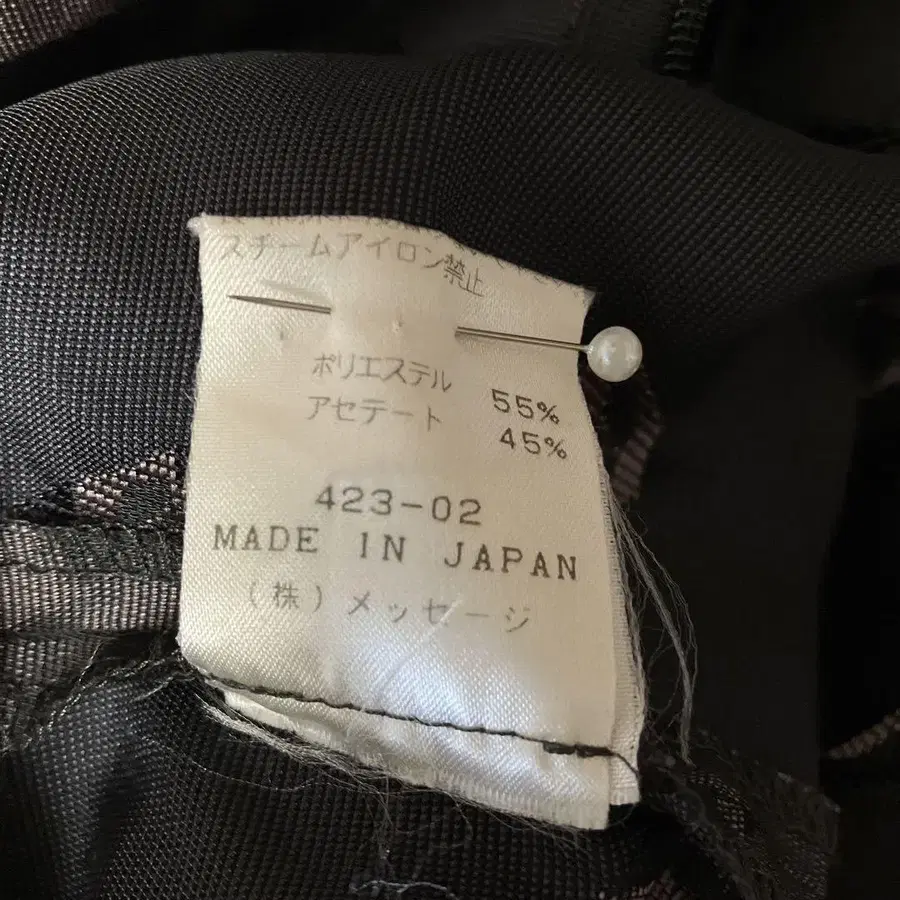 スチームアイロン禁止
ポリエステル 55%
アセテート 45%
423-02
MADE IN JAPAN
(株)メッセージ